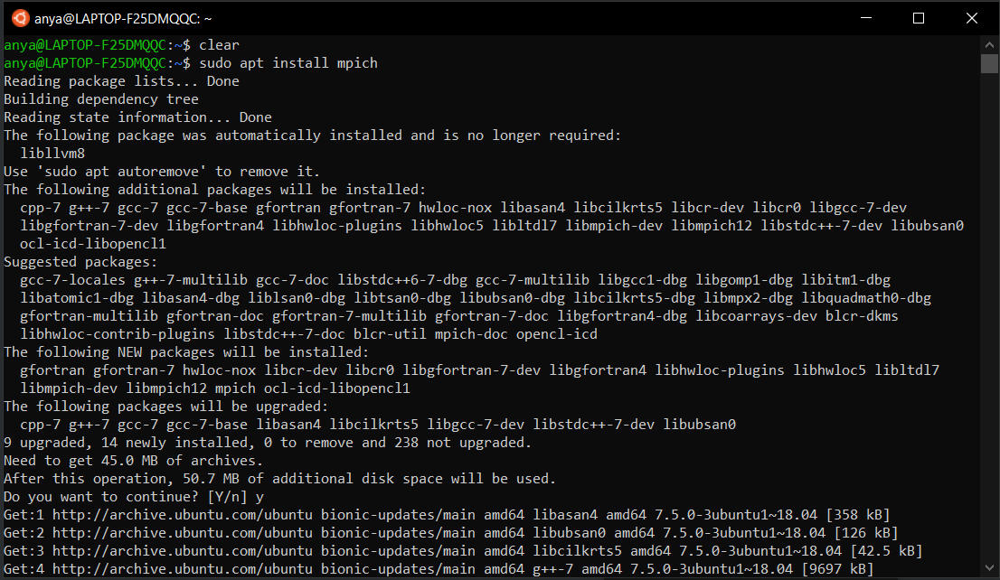 anya@LAPTOP-F25DMQQC: ~
anya@LAPTOP-F25DMQQC:~$ clear
anya@LAPTOP-F25DMQQC:~$ sudo apt install mpich
Reading package lists... Done
Building dependency tree
Reading state information... Done
The following package was automatically installed and is no longer required:
  libllvm8
Use 'sudo apt autoremove' to remove it.
The following additional packages will be installed:
  cpp-7 g++-7 gcc-7 gcc-7-base gfortran gfortran-7 hwloc-nox libasan4 libcilkrts5 libcr-dev libcr0 libgcc-7-dev
  libgfortran-7-dev libgfortran4 libhwloc-plugins libhwloc5 libltdl7 libmpich-dev libmpich12 libstdc++-7-dev libubsan0
  ocl-icd-libopencl1
Suggested packages:
  gcc-7-locales g++-7-multilib gcc-7-doc libstdc++6-7-dbg gcc-7-multilib libgcc1-dbg libgomp1-dbg libitm1-dbg
  libatomic1-dbg libasan4-dbg liblsan0-dbg libtsan0-dbg libubsan0-dbg libcilkrts5-dbg libmpx2-dbg libquadmath0-dbg
  gfortran-multilib gfortran-doc gfortran-7-multilib gfortran-7-doc libgfortran4-dbg libcoarrays-dev blcr-dkms
  libhwloc-contrib-plugins libstdc++-7-doc blcr-util mpich-doc opencl-icd
The following NEW packages will be installed:
  gfortran gfortran-7 hwloc-nox libcr-dev libcr0 libgfortran-7-dev libgfortran4 libhwloc-plugins libhwloc5 libltdl7
  libmpich-dev libmpich12 mpich ocl-icd-libopencl1
The following packages will be upgraded:
  cpp-7 g++-7 gcc-7 gcc-7-base libasan4 libcilkrts5 libgcc-7-dev libstdc++-7-dev libubsan0
9 upgraded, 14 newly installed, 0 to remove and 238 not upgraded.
Need to get 45.0 MB of archives.
After this operation, 50.7 MB of additional disk space will be used.
Do you want to continue? [Y/n] y
Get:1 http://archive.ubuntu.com/ubuntu bionic-updates/main amd64 libasan4 amd64 7.5.0-3ubuntu1~18.04 [358 kB]
Get:2 http://archive.ubuntu.com/ubuntu bionic-updates/main amd64 libubsan0 amd64 7.5.0-3ubuntu1~18.04 [126 kB]
Get:3 http://archive.ubuntu.com/ubuntu bionic-updates/main amd64 libcilkrts5 amd64 7.5.0-3ubuntu1~18.04 [42.5 kB]
Get:4 http://archive.ubuntu.com/ubuntu bionic-updates/main amd64 g++-7 amd64 7.5.0-3ubuntu1~18.04 [9697 kB]